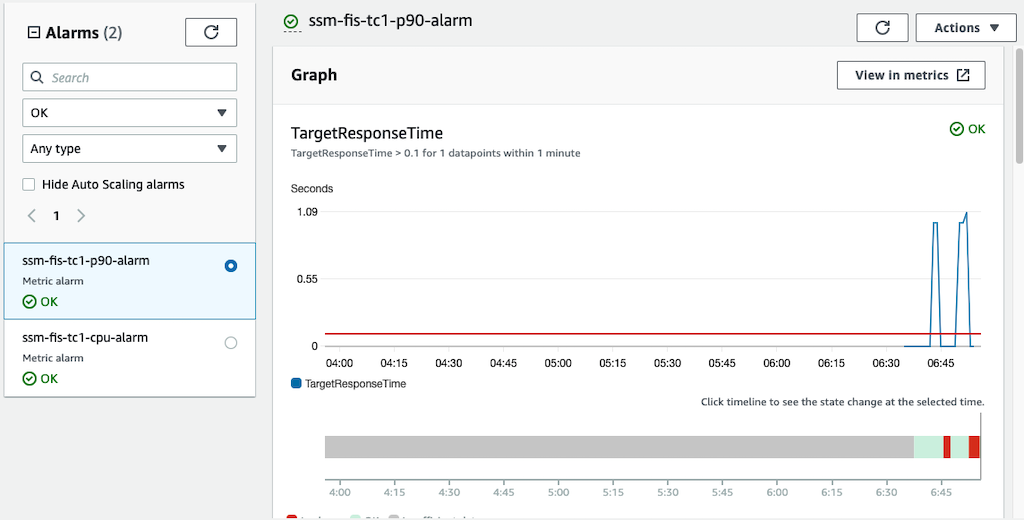 Alarms (2)
Search
OK
Any type
Hide Auto Scaling alarms
1
ssm-fis-tc1-p90-alarm
Metric alarm
OK
ssm-fis-tc1-cpu-alarm
Metric alarm
OK
ssm-fis-tc1-p90-alarm
Actions
Graph
View in metrics
TargetResponseTime
OK
TargetResponseTime > 0.1 for 1 datapoints within 1 minute
Seconds
1.09
0.55
0
04:00 04:15 04:30 04:45 05:00 05:15 05:30 05:45 06:00 06:15 06:30 06:45
TargetResponseTime
Click timeline to see the state change at the selected time.
4:00 4:15 4:30 4:45 5:00 5:15 5:30 5:45 6:00 6:15 6:30 6:45